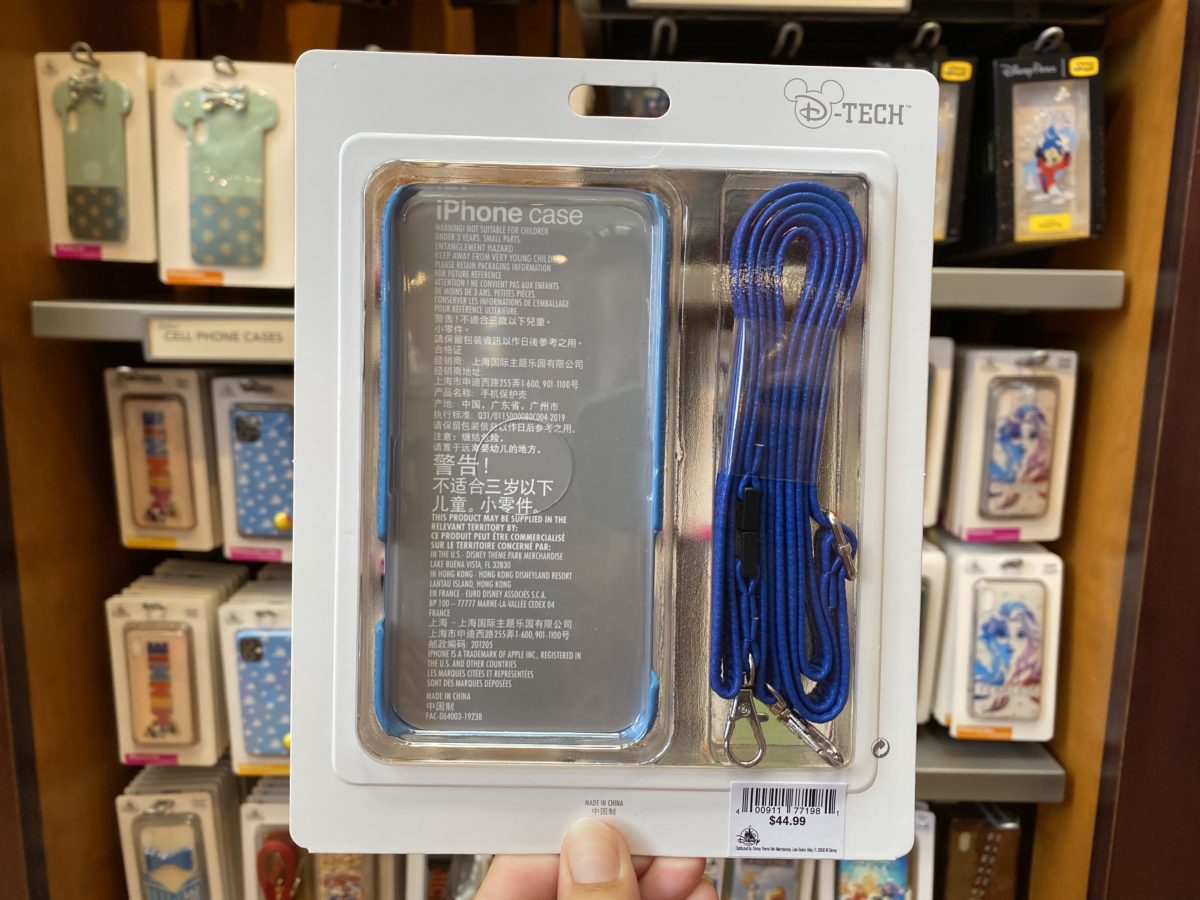 D-TECH™
iPhone case
WARNING! NOT SUITABLE FOR CHILDREN
UNDER 3 YEARS. SMALL PARTS.
ENTANGLEMENT HAZARD
KEEP AWAY FROM VERY YOUNG CHILDREN
PLEASE RETAIN PACKAGING INFORMATION
FOR FUTURE REFERENCE
ATTENTION ! NE CONVIENT PAS AUX ENFANTS
DE MOINS DE 3 ANS. PETITES PIÈCES.
CONSERVER LES INFORMATIONS DE L'EMBALLAGE
POUR RÉFÉRENCE ULTÉRIEURE.
警告！不適合三歲以下兒童。
小零件。
請保留包裝資訊以作日後參考之用。
合格证
经销商: 上海国际主题乐园有限公司
经销商地址:
上海市申迪西路255弄1-600, 901-1100号
产品名称: 手机保护壳
产地: 中国，广东省，广州市
执行标准: Q31/0115000080C004-2019
请保留包装信息以作日后参考之用。
注意：缠结危险。
请置于远离婴幼儿的地方。
警告！
不适合三岁以下
儿童。小零件。
THIS PRODUCT MAY BE SUPPLIED IN THE
RELEVANT TERRITORY BY:
CE PRODUIT PEUT ÊTRE COMMERCIALISÉ
SUR LE TERRITOIRE CONCERNÉ PAR:
IN THE U.S.- DISNEY THEME PARK MERCHANDISE
LAKE BUENA VISTA, FL 32830
IN HONG KONG - HONG KONG DISNEYLAND RESORT
LANTAU ISLAND, HONG KONG
EN FRANCE - EURO DISNEY ASSOCIÉS S.C.A.
BP 100 – 77777 MARNE-LA-VALLÉE CEDEX 04
FRANCE
上海 – 上海国际主题乐园有限公司
上海市申迪西路255弄1-600, 901-1100号
邮政编码: 201205
IPHONE IS A TRADEMARK OF APPLE INC., REGISTERED IN
THE U.S. AND OTHER COUNTRIES
LES MARQUES CITÉES ET REPRÉSENTÉES
SONT DES MARQUES DÉPOSÉES
MADE IN CHINA
中国制
FAC-064003-19238
MADE IN CHINA
中国制
4 00911 77198 1
$44.99
Disney Parks
CELL PHONE CASES